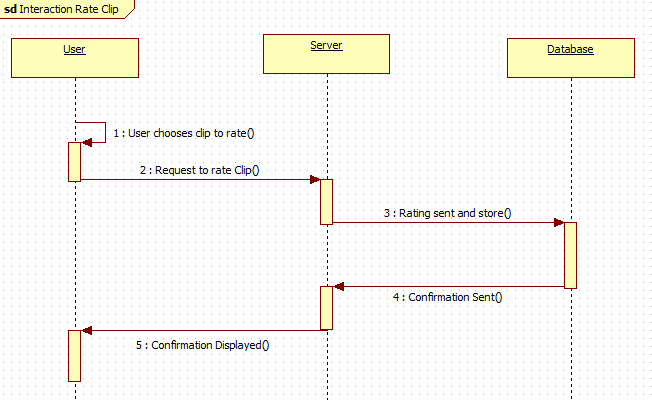 sd Interaction Rate Clip
User
Server
Database
1 : User chooses clip to rate()
2 : Request to rate Clip()
3 : Rating sent and store()
4 : Confirmation Sent()
5 : Confirmation Displayed()